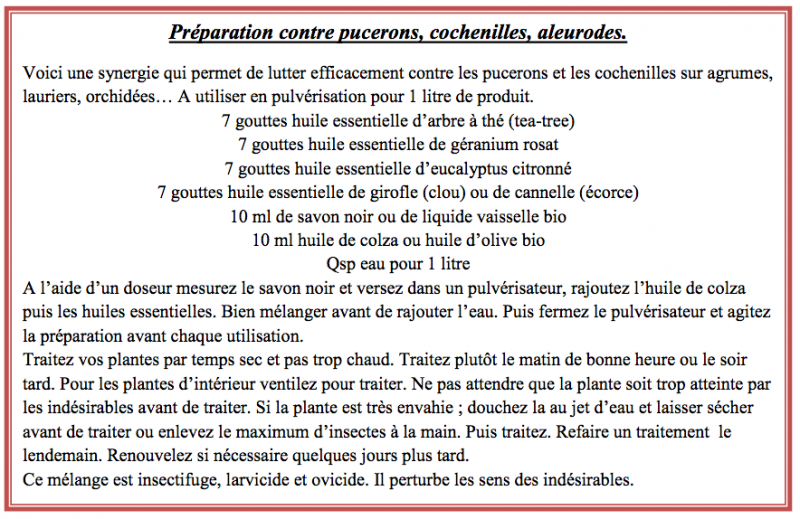 Préparation contre pucerons, cochenilles, aleurodes.
Voici une synergie qui permet de lutter efficacement contre les pucerons et les cochenilles sur agrumes,
lauriers, orchidées… A utiliser en pulvérisation pour 1 litre de produit.
7 gouttes huile essentielle d’arbre à thé (tea-tree)
7 gouttes huile essentielle de géranium rosat
7 gouttes huile essentielle d’eucalyptus citronné
7 gouttes huile essentielle de girofle (clou) ou de cannelle (écorce)
10 ml de savon noir ou de liquide vaisselle bio
10 ml huile de colza ou huile d’olive bio
Qsp eau pour 1 litre
A l’aide d’un doseur mesurez le savon noir et versez dans un pulvérisateur, rajoutez l’huile de colza
puis les huiles essentielles. Bien mélanger avant de rajouter l’eau. Puis fermez le pulvérisateur et agitez
la préparation avant chaque utilisation.
Traitez vos plantes par temps sec et pas trop chaud. Traitez plutôt le matin de bonne heure ou le soir
tard. Pour les plantes d’intérieur ventilez pour traiter. Ne pas attendre que la plante soit trop atteinte par
les indésirables avant de traiter. Si la plante est très envahie ; douchez la au jet d’eau et laisser sécher
avant de traiter ou enlevez le maximum d’insectes à la main. Puis traitez. Refaire un traitement le
lendemain. Renouvelez si nécessaire quelques jours plus tard.
Ce mélange est insectifuge, larvicide et ovicide. Il perturbe les sens des indésirables.